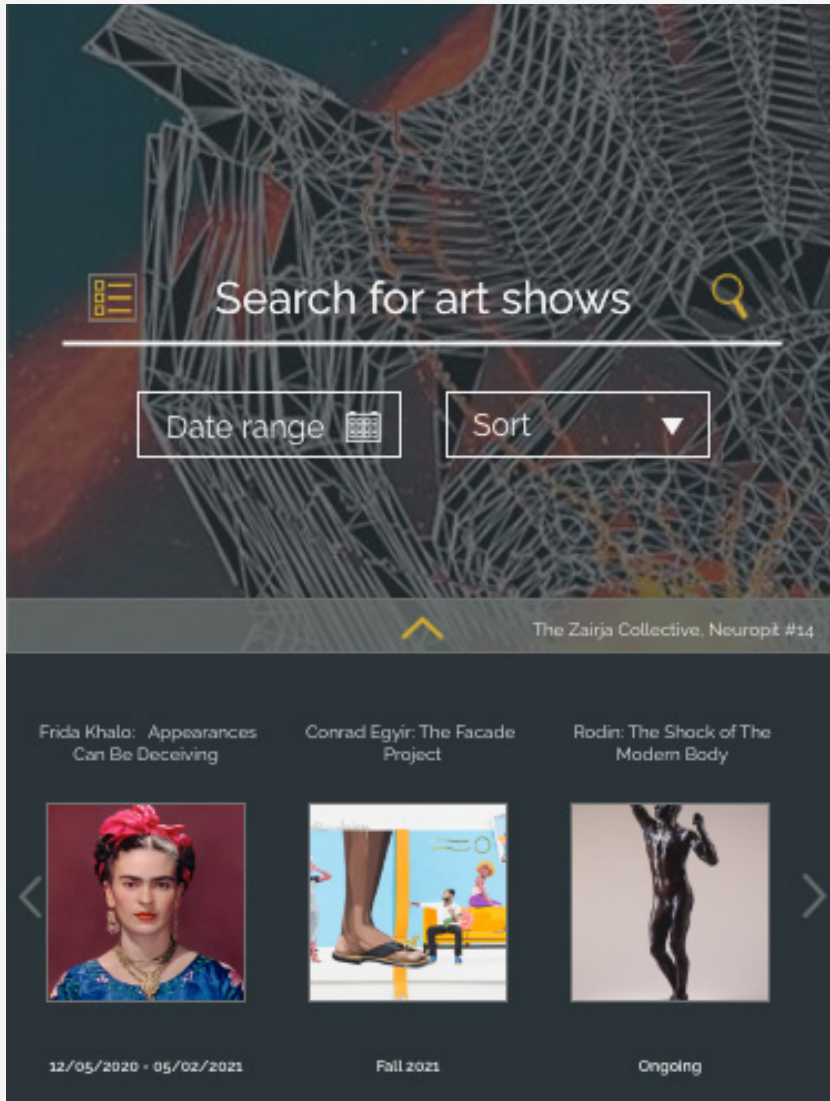 Search for art shows
Date range
Sort
The Zairja Collective, Neuropit #14
Frida Khalo: Appearances
Can Be Deceiving
Conrad Egyir: The Facade
Project
Rodin: The Shock of The
Modern Body
12/05/2020 - 05/02/2021
Fall 2021
Ongoing